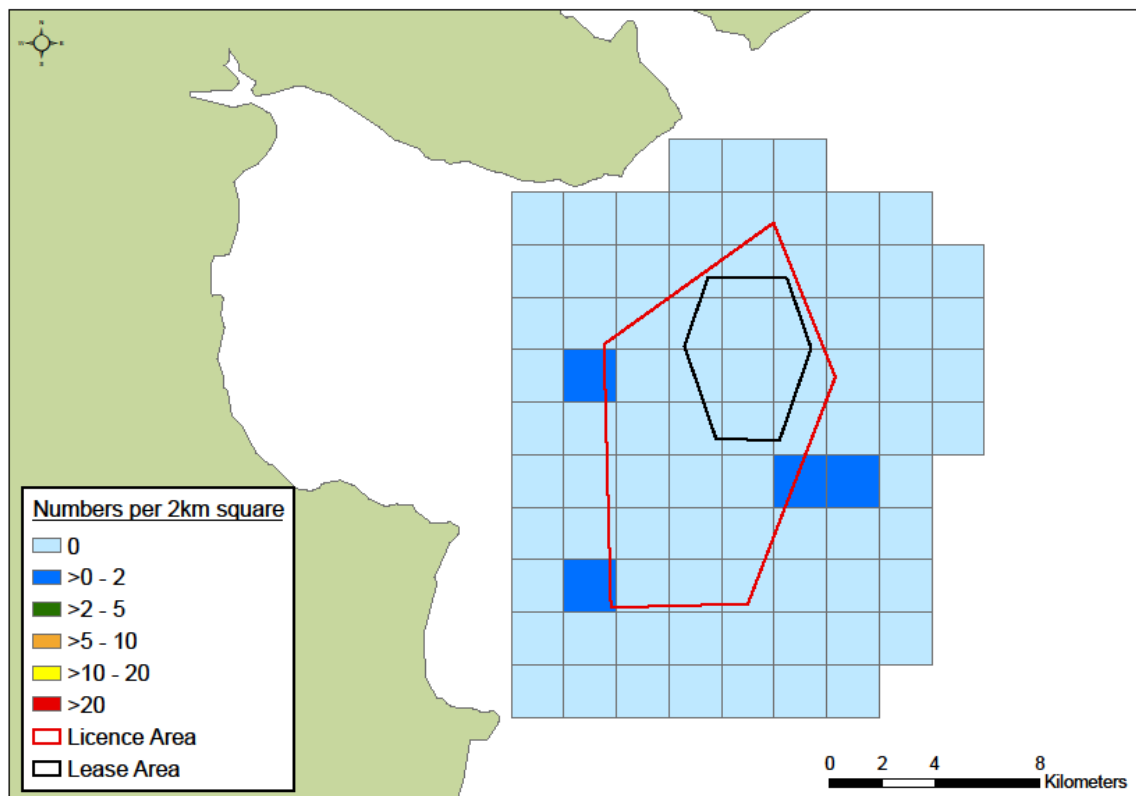 N
E
S
Numbers per 2km square
0
>0 - 2
>2 - 5
>5 - 10
>10 - 20
>20
Licence Area
Lease Area
0 2 4 8
Kilometers